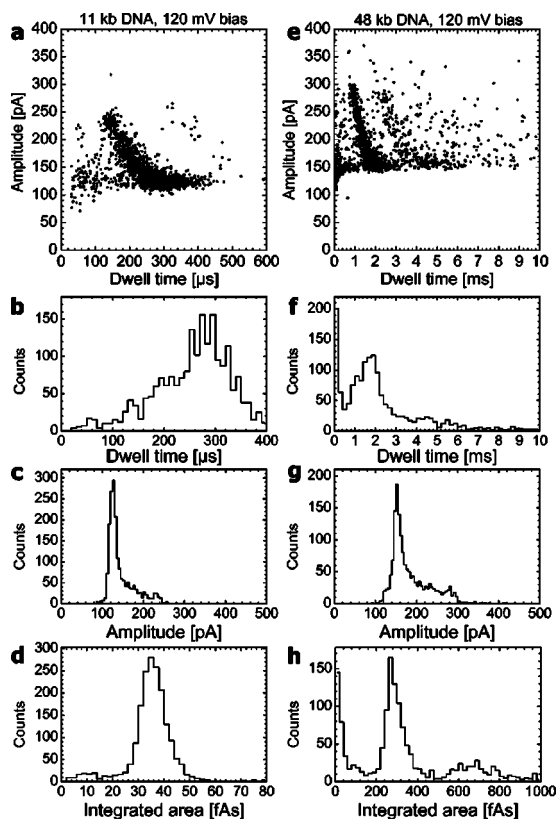 11 kb DNA, 120 mV bias
48 kb DNA, 120 mV bias
a
400
350
300
250
200
150
100
50
0
Amplitude [pA]
0 100 200 300 400 500 600
Dwell time [µs]
e
400
350
300
250
200
150
100
50
0
Amplitude [pA]
0 1 2 3 4 5 6 7 8 9 10
Dwell time [ms]
b
150
100
50
0
Counts
0 100 200 300 400
Dwell time [µs]
f
200
150
100
50
0
Counts
0 1 2 3 4 5 6 7 8 9 10
Dwell time [ms]
c
300
250
200
150
100
50
0
Counts
0 100 200 300 400 500
Amplitude [pA]
g
200
150
100
50
0
Counts
0 100 200 300 400 500
Amplitude [pA]
d
300
250
200
150
100
50
0
Counts
0 10 20 30 40 50 60 70 80
Integrated area [fAs]
h
150
100
50
0
Counts
0 200 400 600 800 1000
Integrated area [fAs]